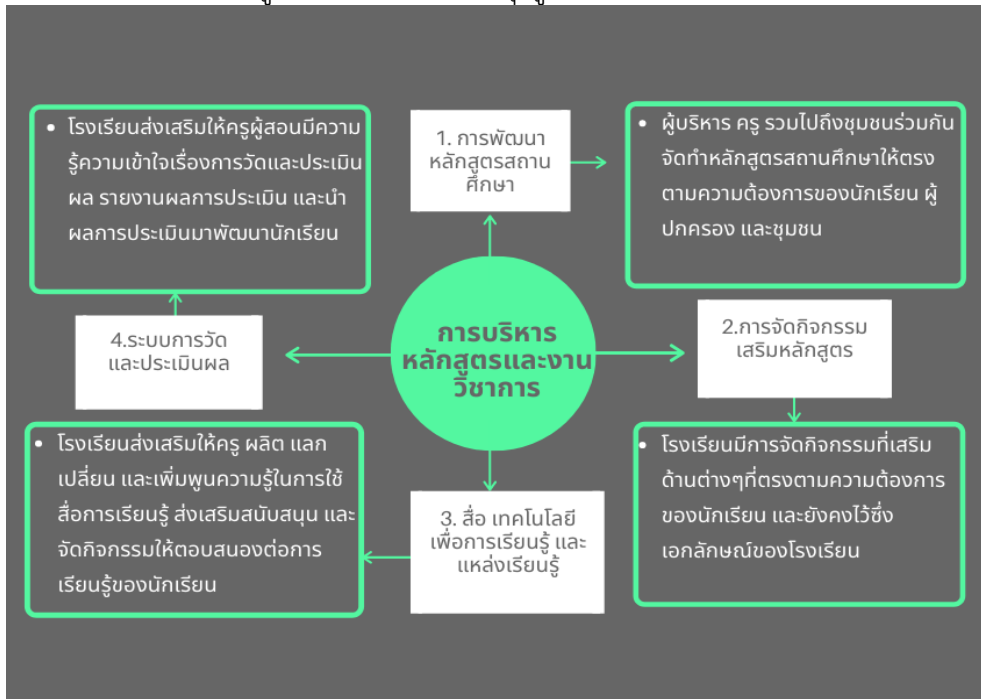 การบริหาร
หลักสูตรและงาน
วิชาการ
1. การพัฒนา
หลักสูตรสถาน
ศึกษา
• ผู้บริหาร ครู รวมไปถึงชุมชนร่วมกัน
จัดทำหลักสูตรสถานศึกษาให้ตรง
ตามความต้องการของนักเรียน ผู้
ปกครอง และชุมชน
2.การจัดกิจกรรม
เสริมหลักสูตร
• โรงเรียนมีการจัดกิจกรรมที่เสริม
ด้านต่างๆที่ตรงตามความต้องการ
ของนักเรียน และยังคงไว้ซึ่ง
เอกลักษณ์ของโรงเรียน
3. สื่อ เทคโนโลยี
เพื่อการเรียนรู้ และ
แหล่งเรียนรู้
• โรงเรียนส่งเสริมให้ครู ผลิต แลก
เปลี่ยน และเพิ่มพูนความรู้ในการใช้
สื่อการเรียนรู้ ส่งเสริมสนับสนุน และ
จัดกิจกรรมให้ตอบสนองต่อการ
เรียนรู้ของนักเรียน
4.ระบบการวัด
และประเมินผล
• โรงเรียนส่งเสริมให้ครูผู้สอนมีความ
รู้ความเข้าใจเรื่องการวัดและประเมิน
ผล รายงานผลการประเมิน และนำ
ผลการประเมินมาพัฒนานักเรียน